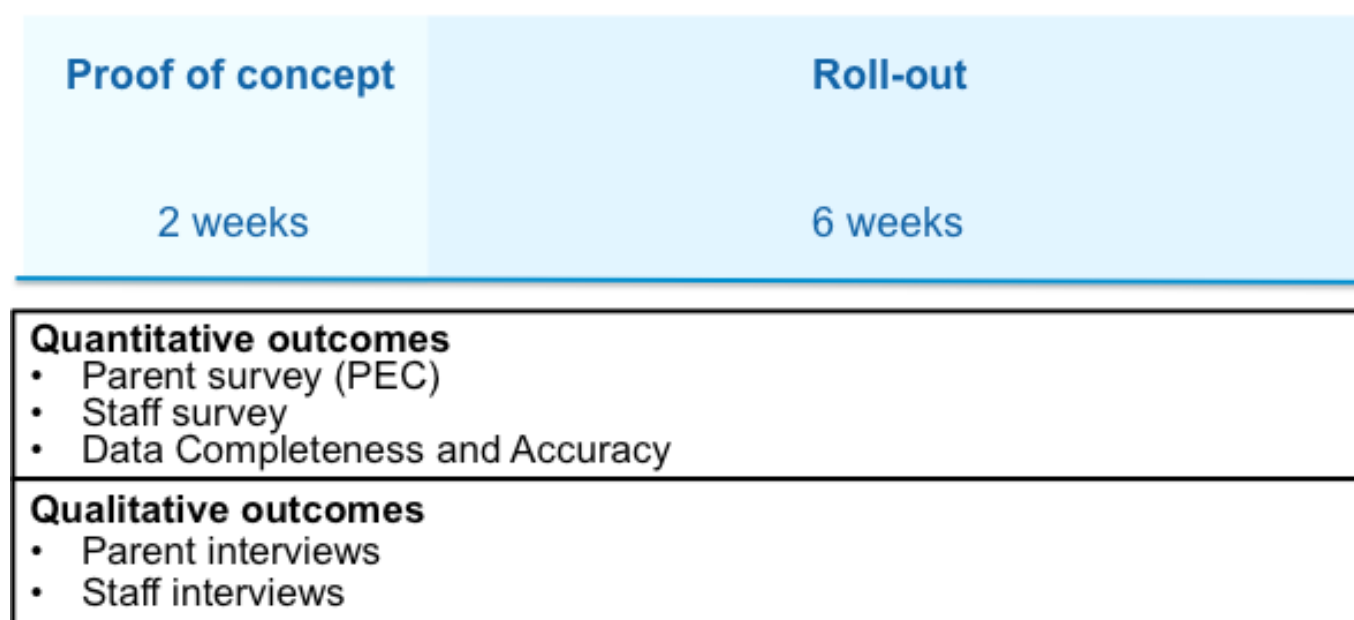 Proof of concept
Roll-out
2 weeks
6 weeks
Quantitative outcomes
• Parent survey (PEC)
• Staff survey
• Data Completeness and Accuracy
Qualitative outcomes
• Parent interviews
• Staff interviews